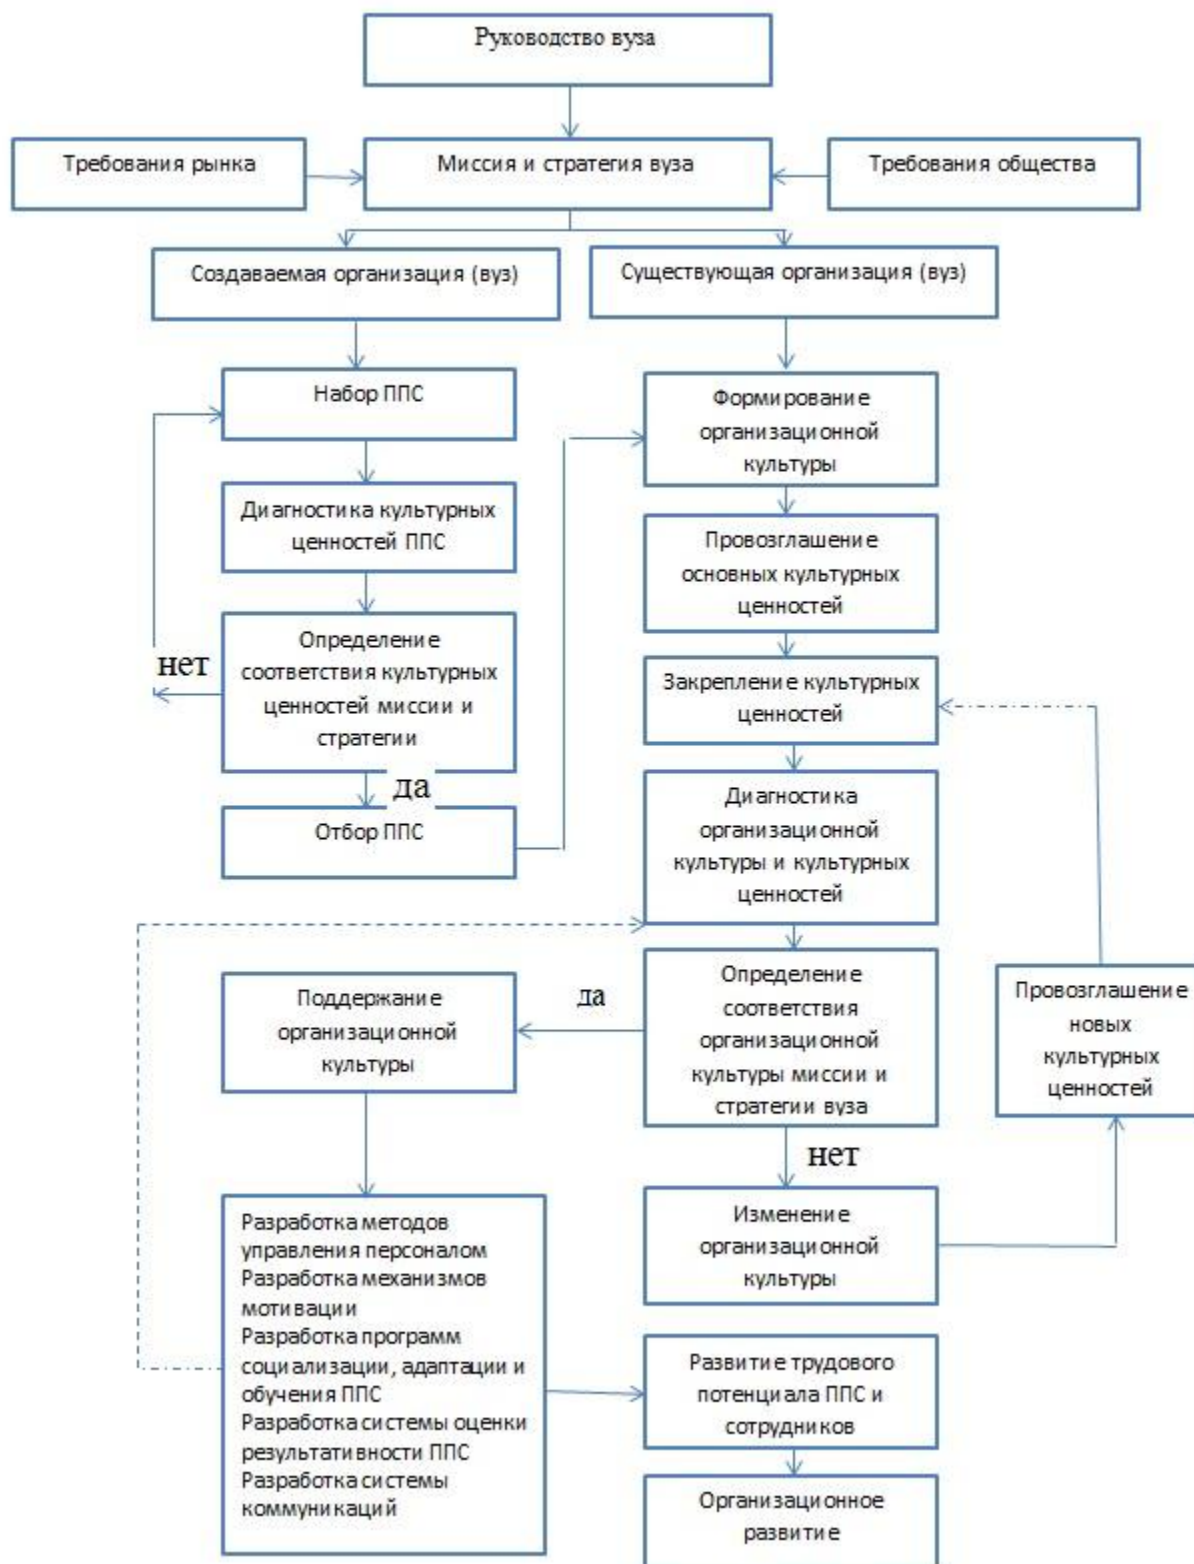 Руководство вуза
Требования рынка
Миссия и стратегия вуза
Требования общества
Создаваемая организация (вуз)
Существующая организация (вуз)
Набор ППС
Формирование
организационной
культуры
Диагностика культурных
ценностей ППС
Провозглашение
основных культурных
ценностей
Определение
соответствия культурных
ценностей миссии и
стратегии
нет
да
Закрепление культурных
ценностей
Отбор ППС
Диагностика
организационной
культуры и культурных
ценностей
Поддержание
организационной
культуры
да
Определение
соответствия
организационной
культуры миссии и
стратегии вуза
нет
Провозглашение
новых
культурных
ценностей
Изменение
организационной
культуры
Разработка методов
управления персоналом
Разработка механизмов
мотивации
Разработка программ
социализации, адаптации и
обучения ППС
Разработка системы оценки
результативности ППС
Разработка системы
коммуникаций
Развитие трудового
потенциала ППС и
сотрудников
Организационное
развитие